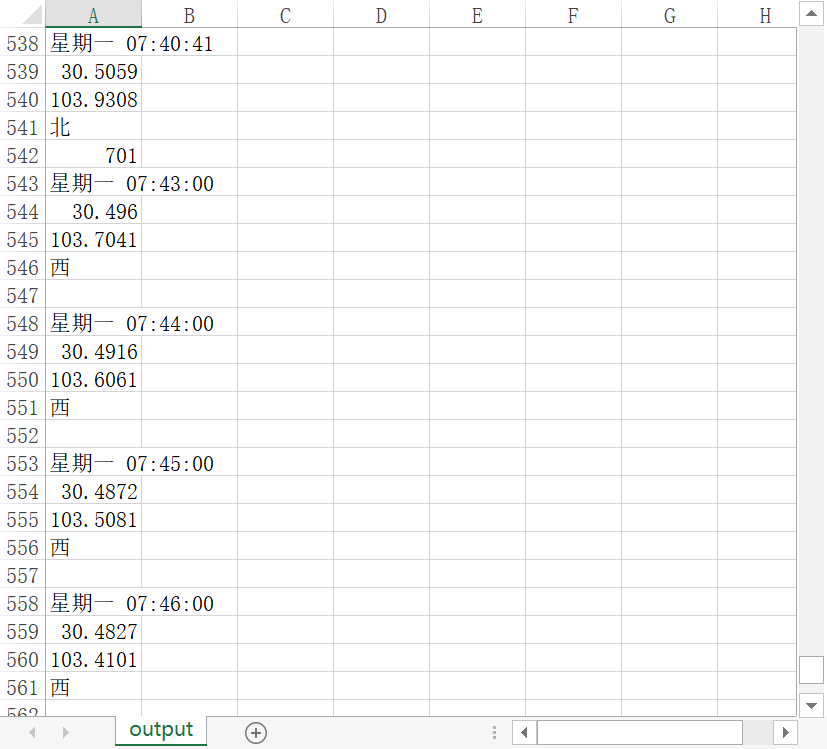 A B C D E F G H
538 星期一 07:40:41
539 30.5059
540 103.9308
541 北
542 701
543 星期一 07:43:00
544 30.496
545 103.7041
546 西
547
548 星期一 07:44:00
549 30.4916
550 103.6061
551 西
552
553 星期一 07:45:00
554 30.4872
555 103.5081
556 西
557
558 星期一 07:46:00
559 30.4827
560 103.4101
561 西
562
output